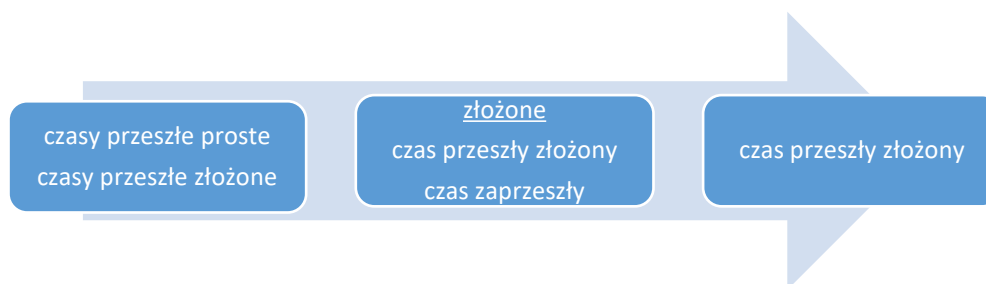 czasy przeszłe proste
czasy przeszłe złożone
złożone
czas przeszły złożony
czas zaprzeszły
czas przeszły złożony